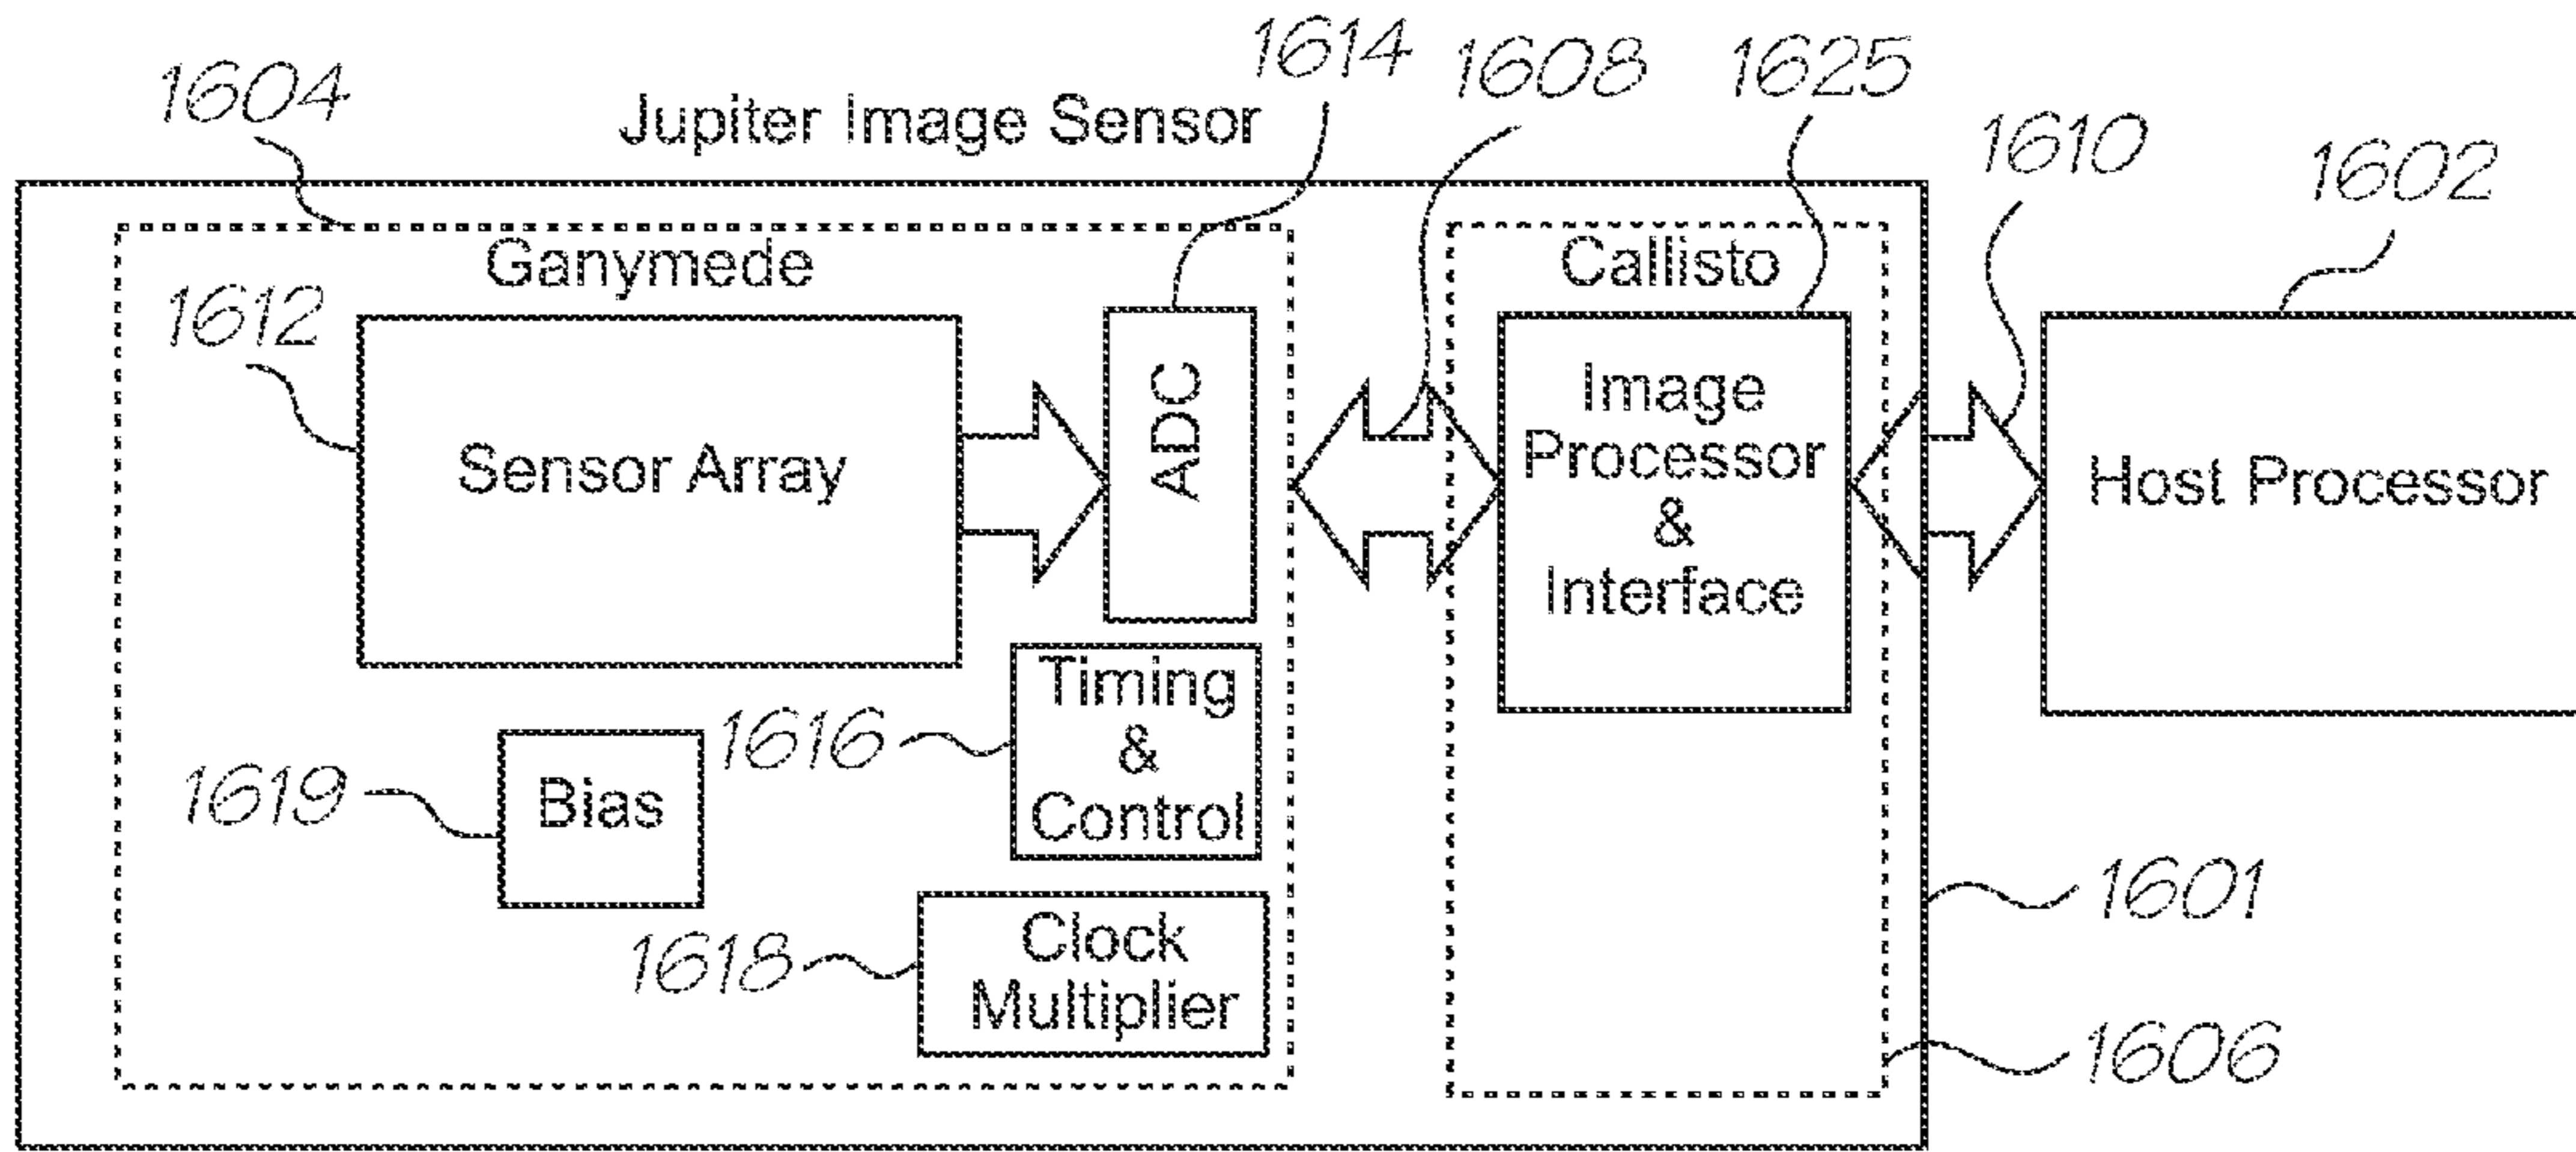 1604
Jupiter Image Sensor
1614
1608
1625
1610
1602
Ganymede
Callisto
1612
Sensor Array
ADC
Image
Processor
&
Interface
Host Processor
Timing
&
Control
1616
Bias
1619
Clock
Multiplier
1618
1601
1606